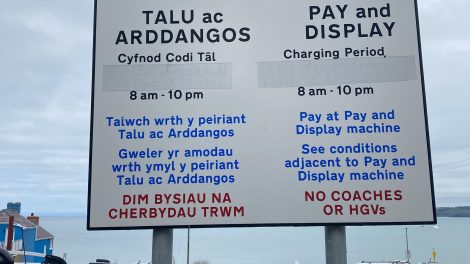 TALU ac
ARDDANGOS
Cyfnod Codi Tâl
8 am - 10 pm
Taiwch wrth y peiriant
Talu ac Arddangos
Gweler yr amodau
wrth ymyl y peiriant
Talu ac Arddangos
DIM BYSIAU NA
CHERBYDAU TRWM
PAY and
DISPLAY
Charging Period
8 am - 10 pm
Pay at Pay and
Display machine
See conditions
adjacent to Pay and
Display machine
NO COACHES
OR HGVs